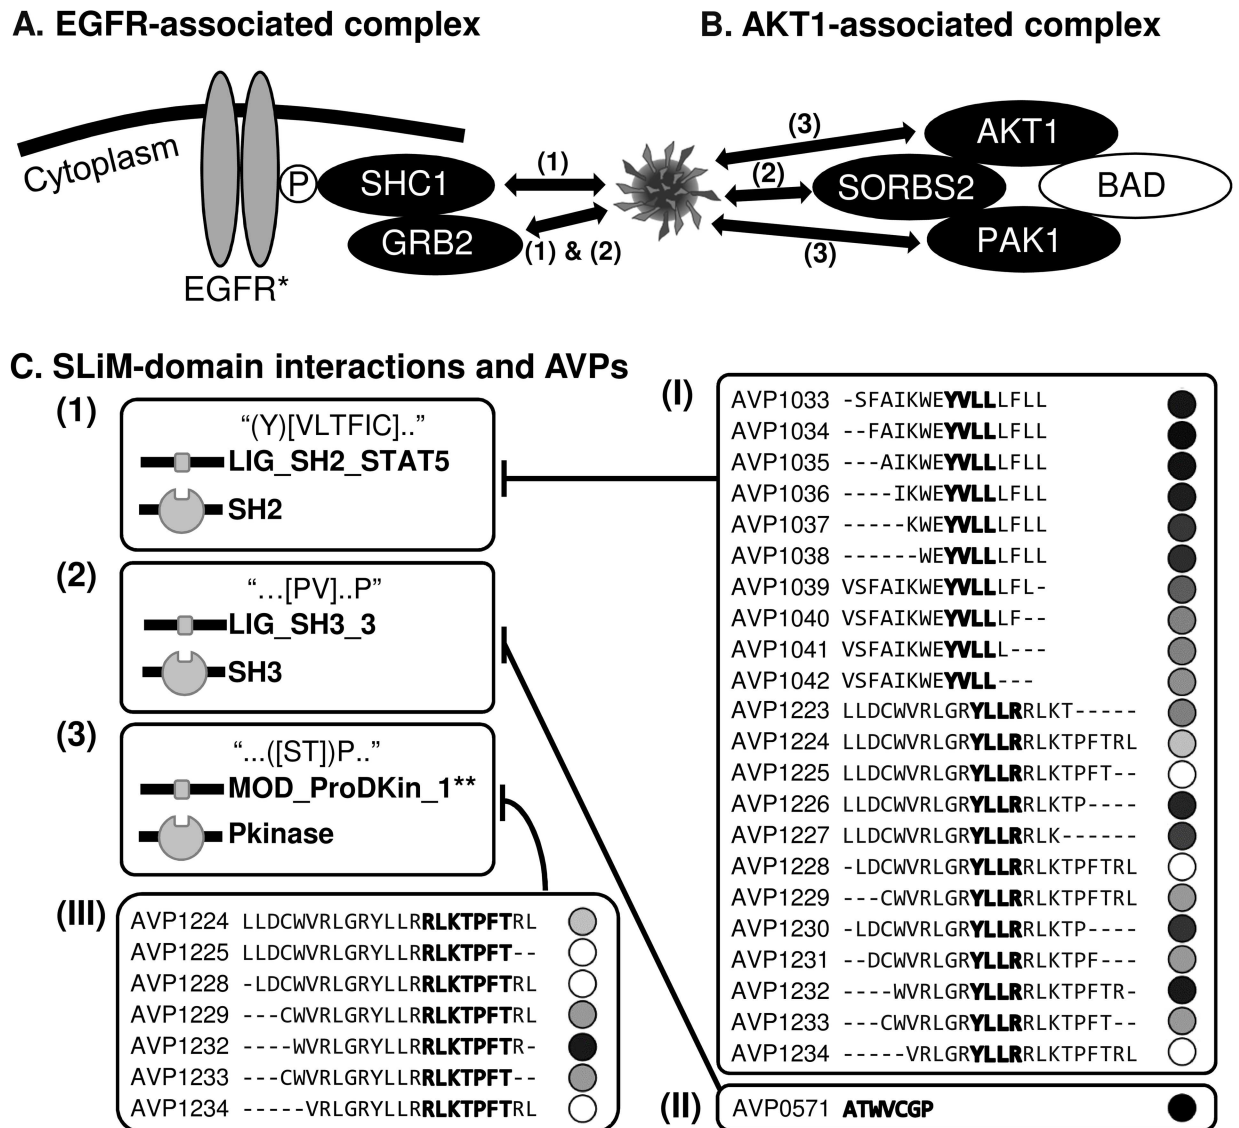 A. EGFR-associated complex
B. AKT1-associated complex
Cytoplasm
P
SHC1
GRB2
EGFR*
(1)
(1) & (2)
(3)
(2)
(3)
AKT1
SORBS2
BAD
PAK1
C. SLiM-domain interactions and AVPs
(1)
“(Y)[VLTFIC]..”
LIG_SH2_STAT5
SH2
(2)
“...[PV]..P”
LIG_SH3_3
SH3
(3)
“...([ST])P..”
MOD_ProDKin_1**
Pkinase
(I)
AVP1033 -SFAIKWEYVLLLFLL
AVP1034 --FAIKWEYVLLLFLL
AVP1035 ---AIKWEYVLLLFLL
AVP1036 ----IKWEYVLLLFLL
AVP1037 -----KWEYVLLLFLL
AVP1038 ------WEYVLLLFLL
AVP1039 VSFAIKWEYVLLLFL-
AVP1040 VSFAIKWEYVLLLF--
AVP1041 VSFAIKWEYVLLL---
AVP1042 VSFAIKWEYVLL---
AVP1223 LLDCWVRLGRYLLRRLKT-----
AVP1224 LLDCWVRLGRYLLRRLKTPFTRL
AVP1225 LLDCWVRLGRYLLRRLKTPFT--
AVP1226 LLDCWVRLGRYLLRRLKTP----
AVP1227 LLDCWVRLGRYLLRRLK------
AVP1228 -LDCWVRLGRYLLRRLKTPFTRL
AVP1229 ---CWVRLGRYLLRRLKTPFTRL
AVP1230 -LDCWVRLGRYLLRRLKTP----
AVP1231 --DCWVRLGRYLLRRLKTPF---
AVP1232 ----WVRLGRYLLRRLKTPFTR-
AVP1233 ---CWVRLGRYLLRRLKTPFT--
AVP1234 -----VRLGRYLLRRLKTPFTRL
(II)
AVP0571 ATWVCGP
(III)
AVP1224 LLDCWVRLGRYLLRRLKTPFTRL
AVP1225 LLDCWVRLGRYLLRRLKTPFT--
AVP1228 -LDCWVRLGRYLLRRLKTPFTRL
AVP1229 ---CWVRLGRYLLRRLKTPFTRL
AVP1232 ----WVRLGRYLLRRLKTPFTR-
AVP1233 ---CWVRLGRYLLRRLKTPFT--
AVP1234 -----VRLGRYLLRRLKTPFTRL